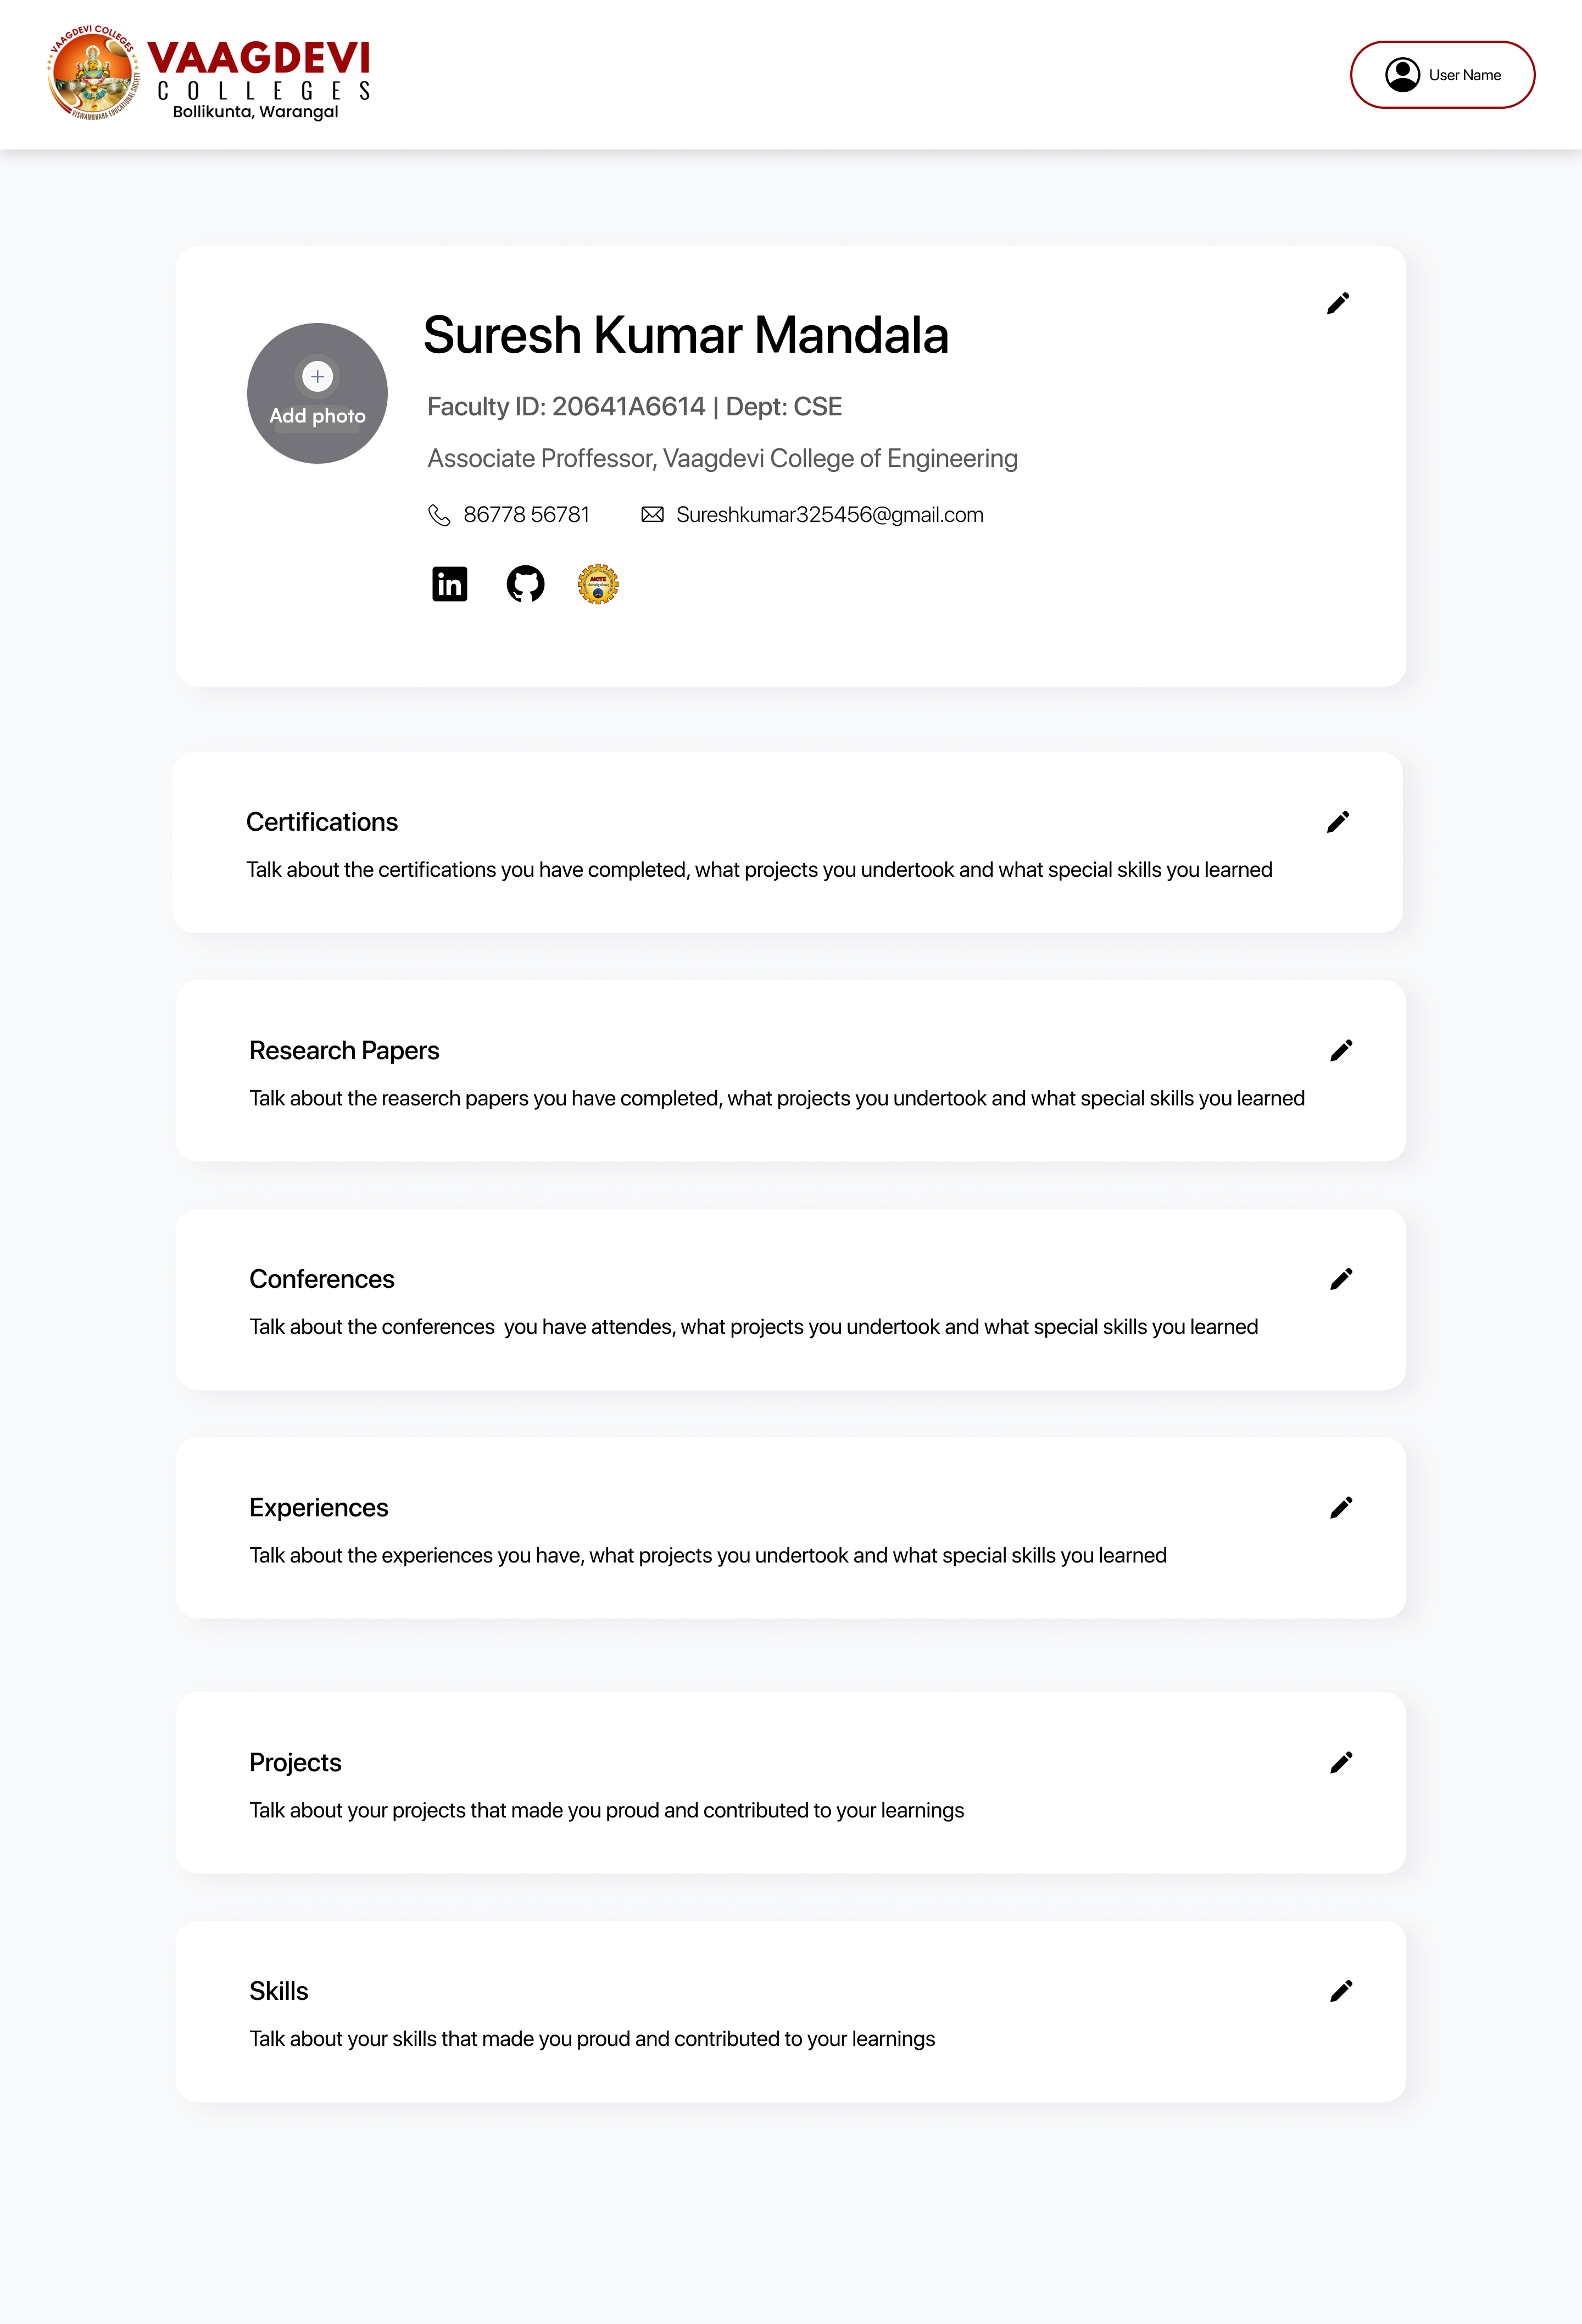 VAAGDEVI COLLEGES
VISWAMBHARA EDUCATIONAL SOCIETY
VAAGDEVI
COLLEGES
Bollikunta, Warangal
User Name
Suresh Kumar Mandala
Add photo
Faculty ID: 20641A6614 | Dept: CSE
Associate Proffessor, Vaagdevi College of Engineering
86778 56781
Sureshkumar325456@gmail.com
in
AICTE
Certifications
Talk about the certifications you have completed, what projects you undertook and what special skills you learned
Research Papers
Talk about the reaserch papers you have completed, what projects you undertook and what special skills you learned
Conferences
Talk about the conferences  you have attendes, what projects you undertook and what special skills you learned
Experiences
Talk about the experiences you have, what projects you undertook and what special skills you learned
Projects
Talk about your projects that made you proud and contributed to your learnings
Skills
Talk about your skills that made you proud and contributed to your learnings